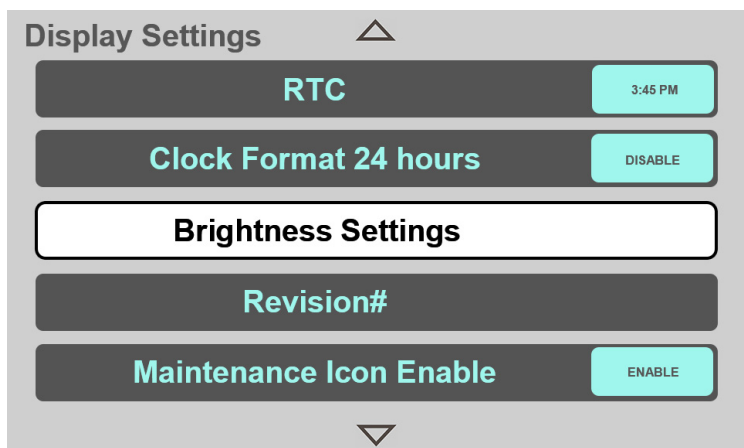 Display Settings
RTC
3:45 PM
Clock Format 24 hours
DISABLE
Brightness Settings
Revision#
Maintenance Icon Enable
ENABLE